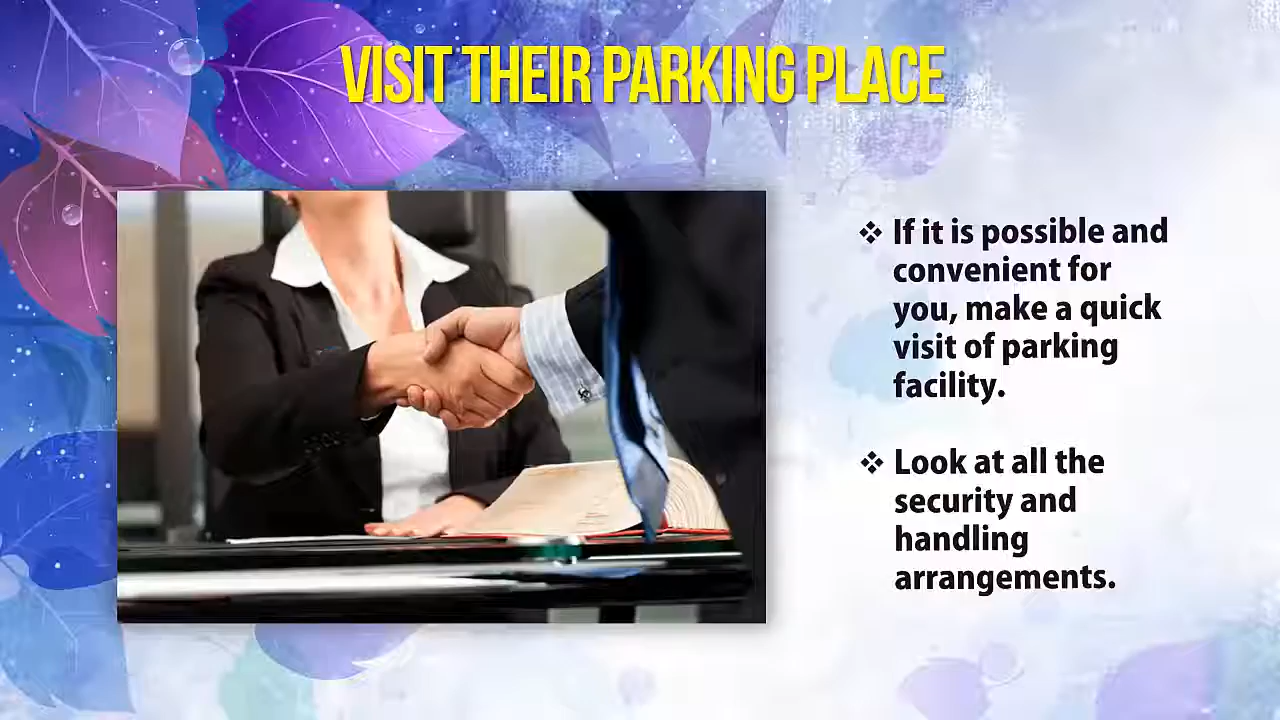 VISIT THEIR PARKING PLACE
❖ If it is possible and
convenient for
you, make a quick
visit of parking
facility.
❖ Look at all the
security and
handling
arrangements.